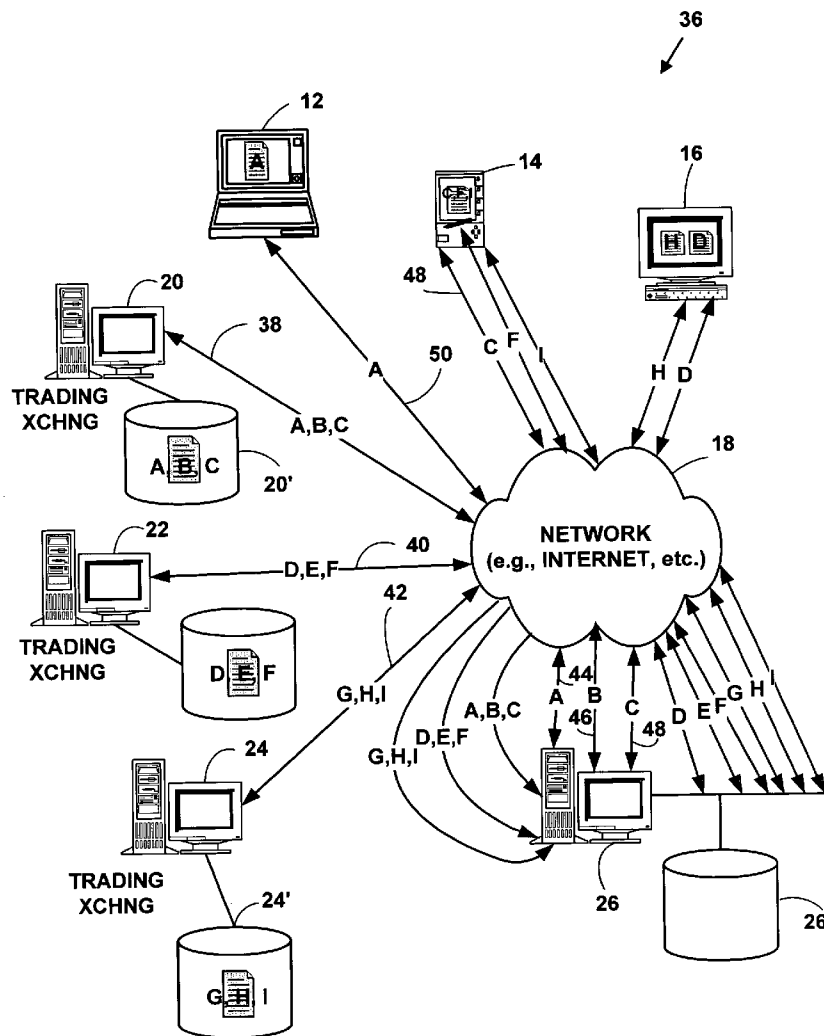 36
12
A
14
C F I
16
H D
20
38
48
C
F
I
H
D
TRADING
XCHNG
A
50
A,B,C
18
A, B, C
20'
NETWORK
(e.g., INTERNET, etc.)
22
40
D,E,F
42
TRADING
XCHNG
D, E, F
G,H,I
A,B,C
D,E,F
G,H,I
A
44
B
46
C
48
D
E
F
G
H
I
24
TRADING
XCHNG
26
26
24'
G, H, I